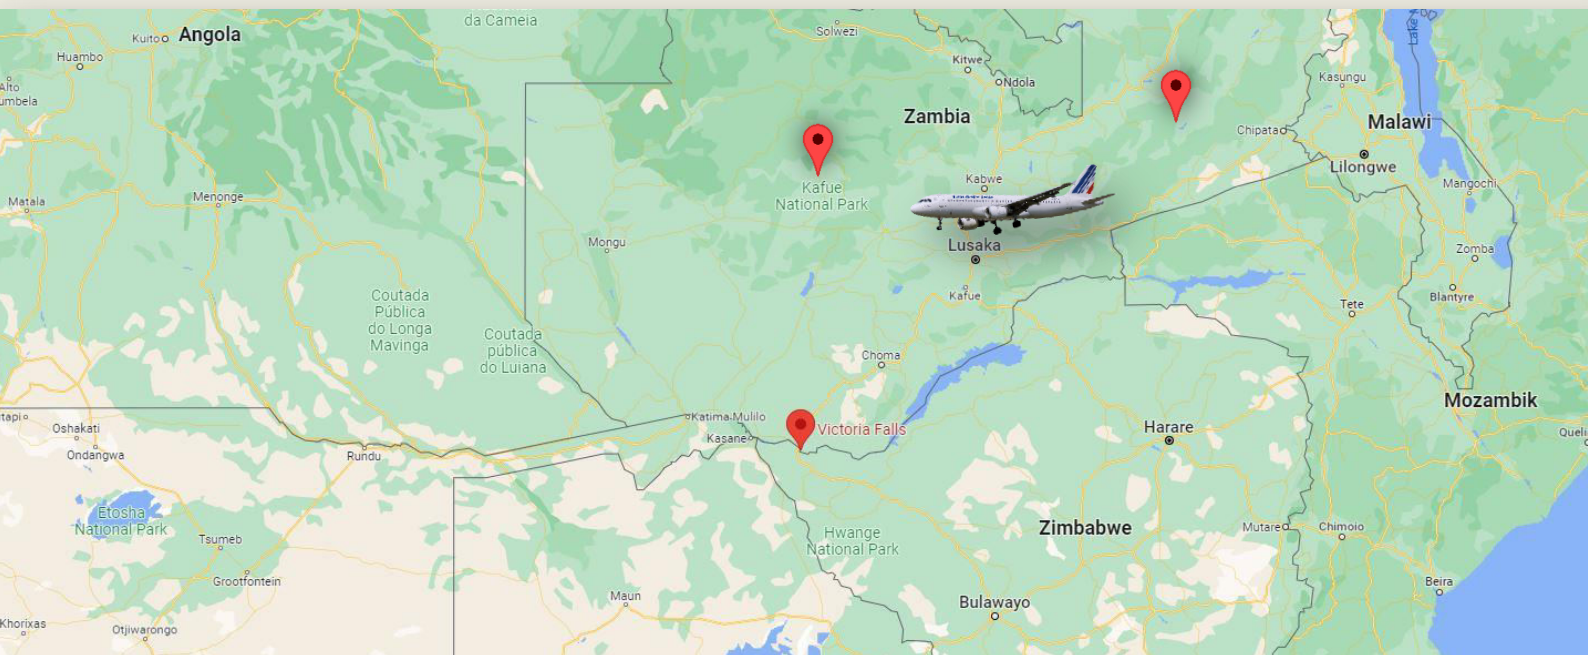 da Cameia
Kuito
Angola
Solwezi
Huambo
Kitwe
Ndola
Kasungu
Lake
Alto
umbela
Zambia
Chipata
Malawi
Lilongwe
Kafue
National Park
Kabwe
Mangochi
Menonge
Matala
Mongu
Lusaka
Zomba
Kafue
Blantyre
Tete
Coutada
Pública
do Longa
Mavinga
Coutada
pública
do Luiana
Choma
Mozambik
Katima Mulilo
Victoria Falls
Kasane
Harare
Queli
tapi
Oshakati
Ondangwa
Rundu
Etosha
National Park
Tsumeb
Hwange
National Park
Zimbabwe
Mutare
Chimoio
Grootfontein
Maun
Bulawayo
Beira
Khorixas
Otjiwarongo